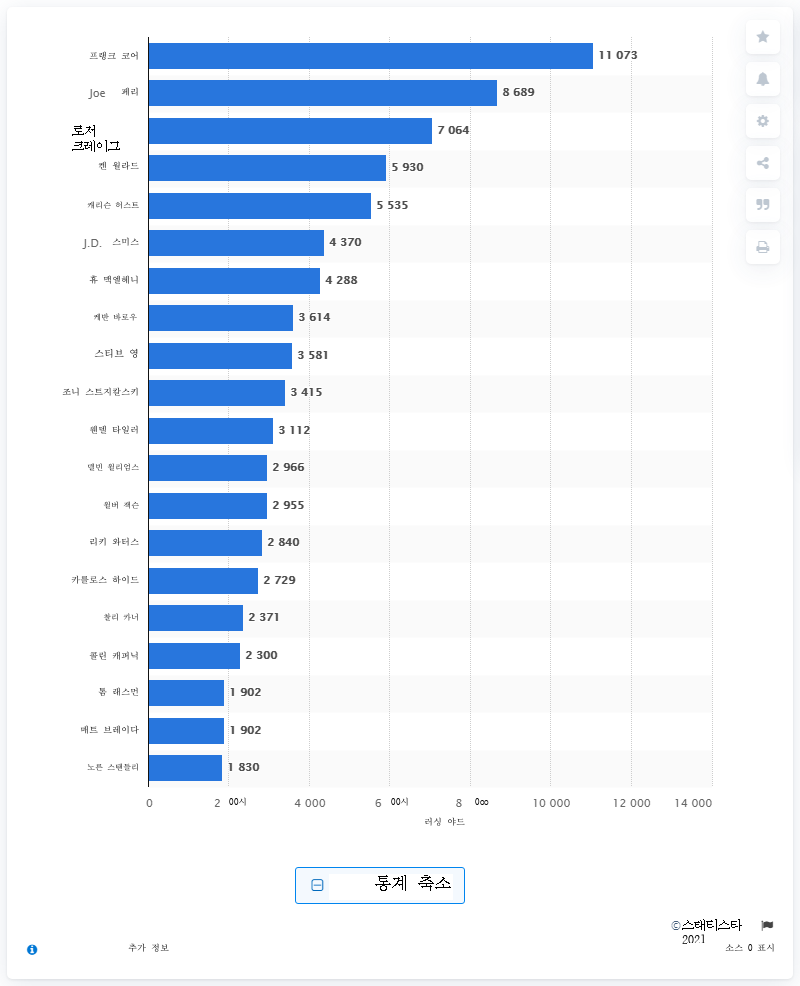 프랭크 코어 11 073
Joe 페리 8 689
로저
크레이그 7 064
켄 윌라드 5 930
개리슨 허스트 5 535
J.D. 스미스 4 370
휴 맥엘헤니 4 288
케반 바로우 3 614
스티브 영 3 581
조니 스트지칼스키 3 415
웬델 타일러 3 112
델빈 윌리엄스 2 966
윌버 잭슨 2 955
리키 와터스 2 840
카를로스 하이드 2 729
찰리 카너 2 371
콜린 캐퍼닉 2 300
톰 래스먼 1 902
매트 브레이다 1 902
노른 스탠들리 1 830
0 2 00시 4 000 6 00시 8 0∞ 10 000 12 000 14 000
러싱 야드
통계 축소
©스태티스타
2021
추가 정보 소스 0 표시